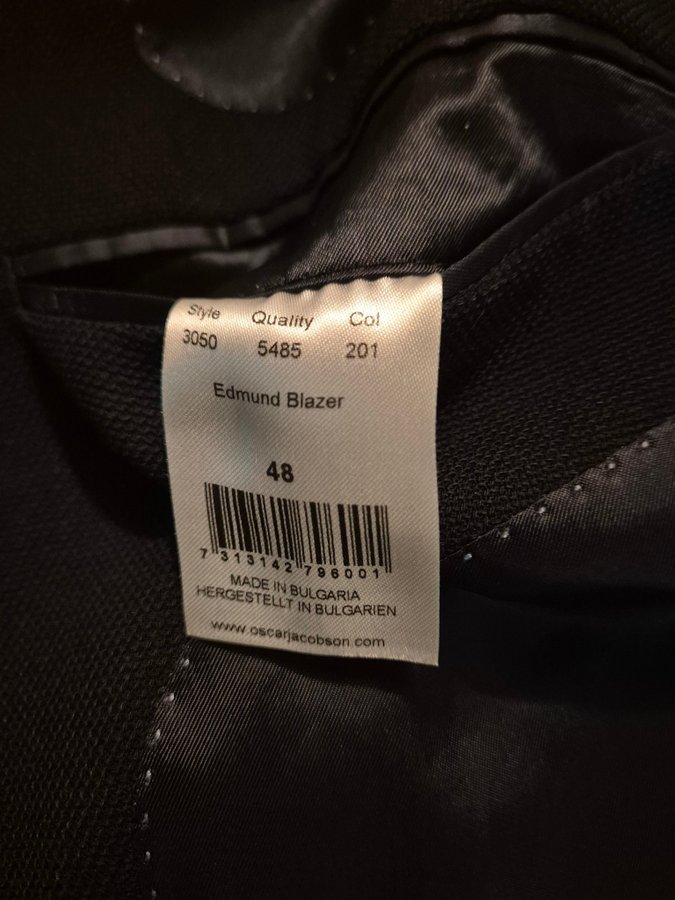 Style Quality Col
3050 5485 201
Edmund Blazer
48
7 313142 796001
MADE IN BULGARIA
HERGESTELLT IN BULGARIEN
www.oscarjacobson.com